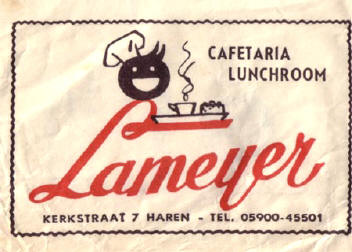 CAFETARIA
LUNCHROOM
Lameyer
KERKSTRAAT 7 HAREN - TEL. 05900-45501